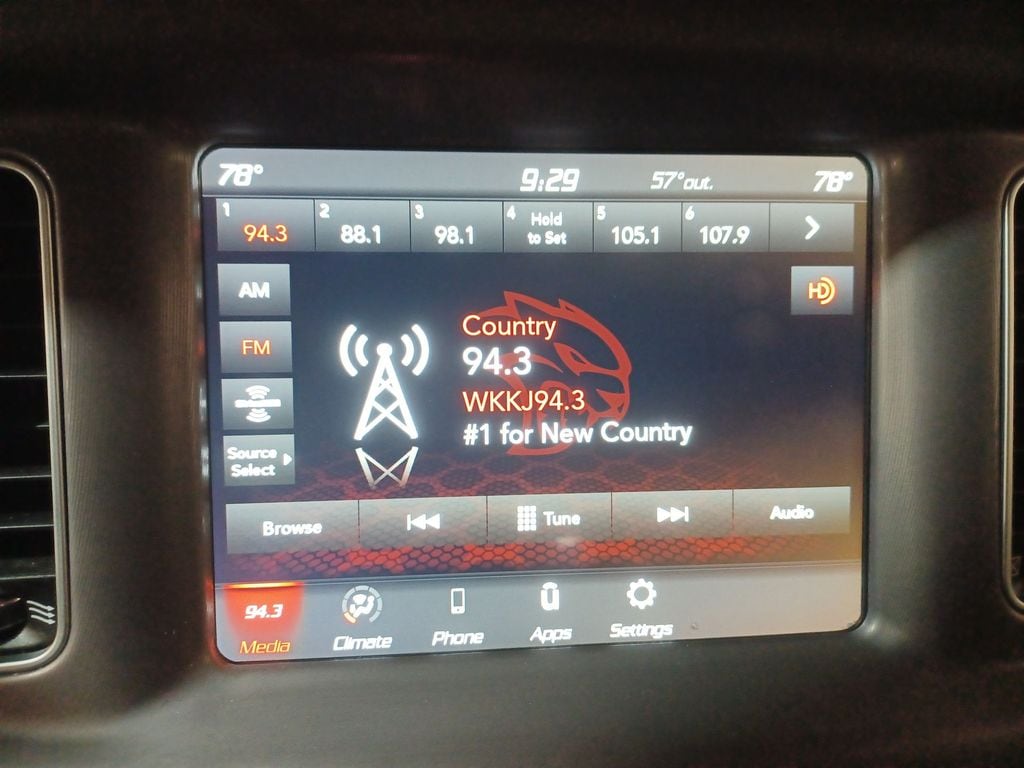 78° 9:29 57° out. 78°
1 94.3 2 88.1 3 98.1 4 Hold to Set 5 105.1 6 107.9
AM
HD
FM
Country
94.3
WKKJ94.3
#1 for New Country
Source Select
Browse Tune Audio
94.3
Media Climate Phone Apps Settings